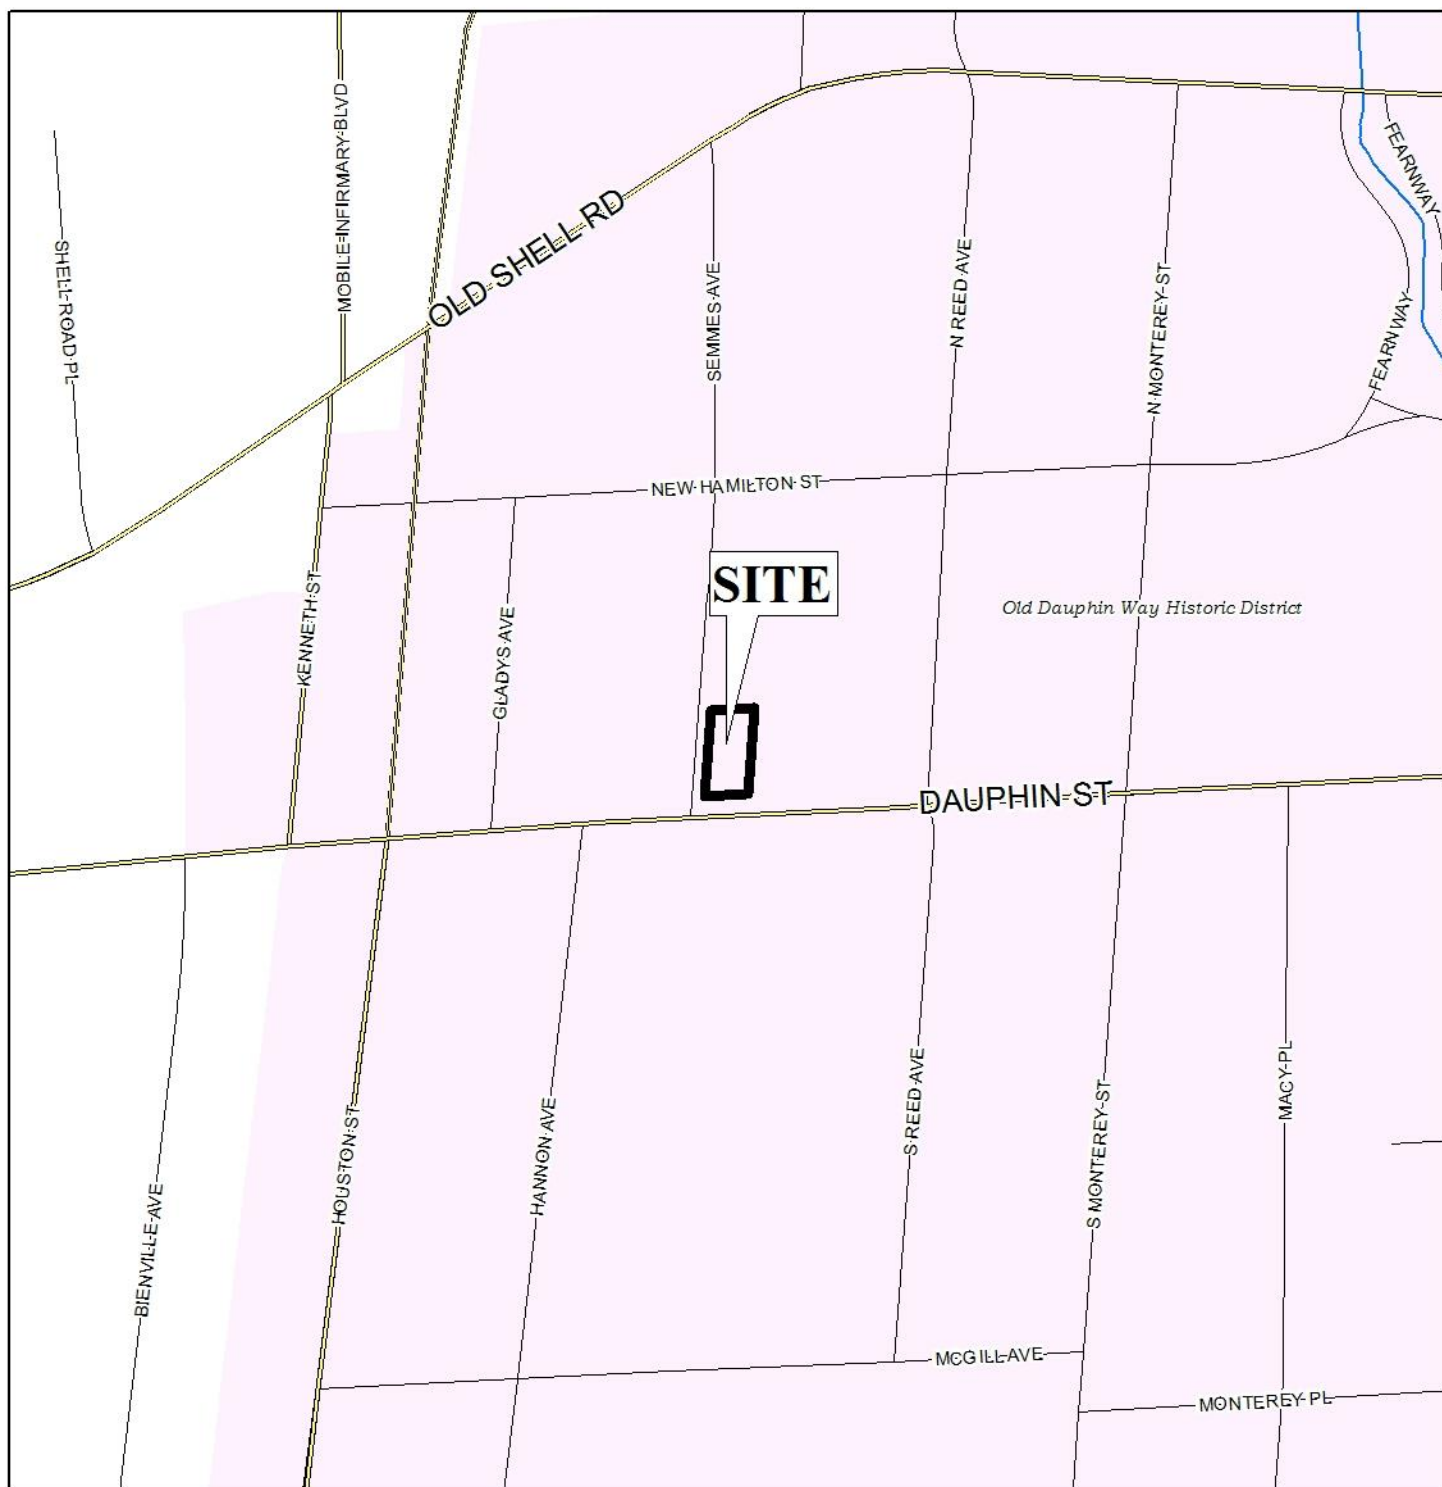 MOBILE INFIRMARY BLVD
FEARNWAY
OLD SHELL RD
SHELL ROAD PL
SEMMES AVE
N REED AVE
N MONTEREY ST
FEARNWAY
NEW HAMILTON ST
SITE
KENNETH ST
GLADYS AVE
Old Dauphin Way Historic District
DAUPHIN ST
HOUSTON ST
HANNON AVE
S REED AVE
S MONTEREY ST
MACY PL
BIENVILLE AVE
MCGILL AVE
MONTEREY PL